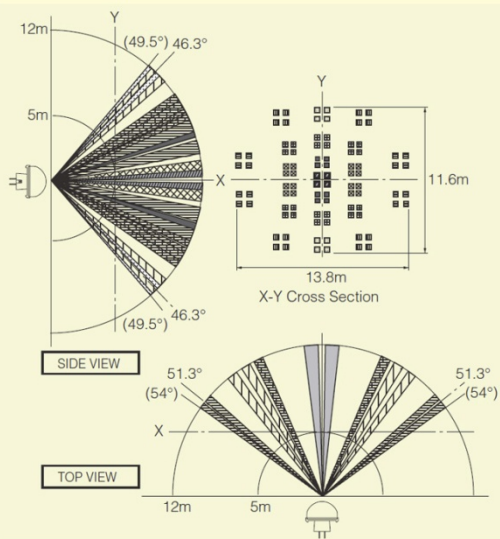 Y
12m
(49.5°)
46.3°
5m
X
46.3°
(49.5°)
SIDE VIEW
Y
11.6m
13.8m
X-Y Cross Section
51.3°
(54°)
51.3°
(54°)
X
TOP VIEW
12m
5m